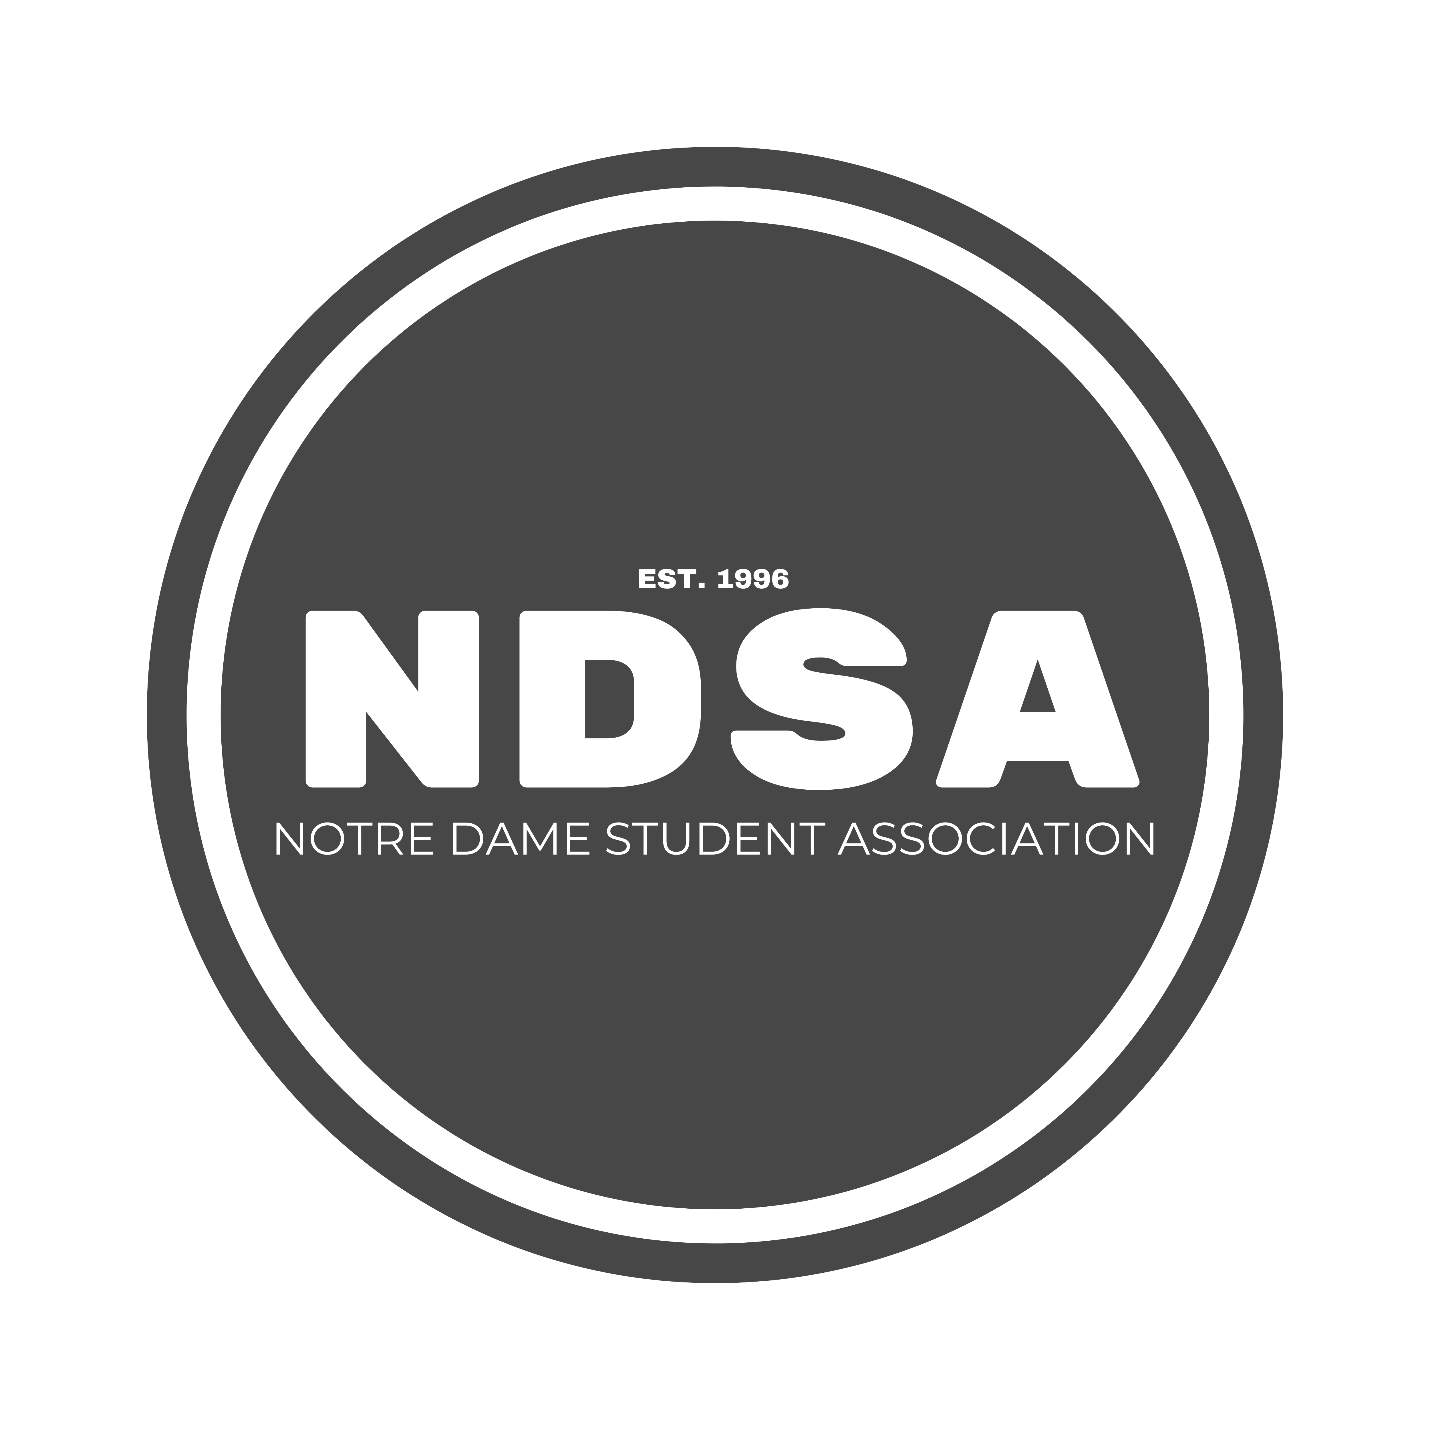 EST. 1996
NDSA
NOTRE DAME STUDENT ASSOCIATION